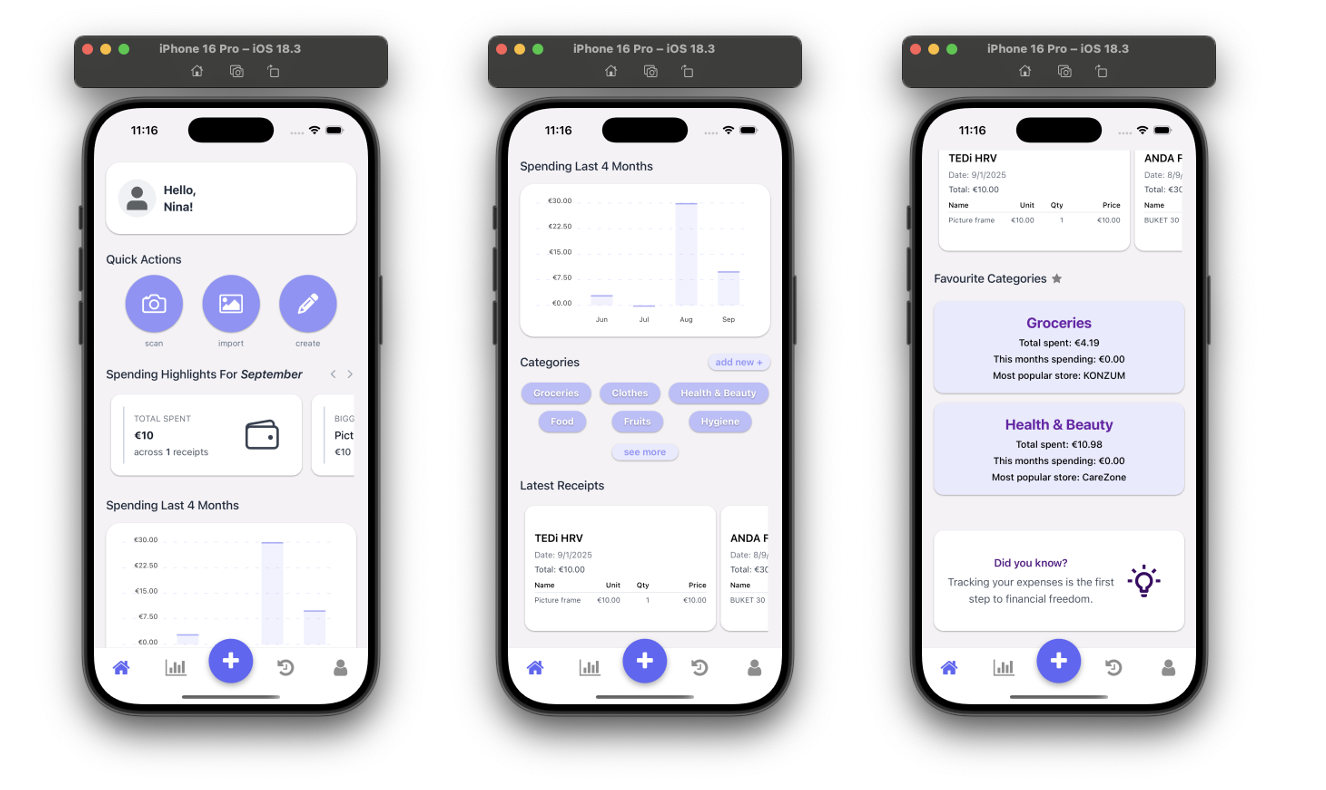 iPhone 16 Pro – iOS 18.3
11:16
Hello,
Nina!
Quick Actions
scan
import
create
Spending Highlights For September
TOTAL SPENT
€10
across 1 receipts
BIGG
Pict
€10
Spending Last 4 Months
€30.00
€22.50
€15.00
€7.50
€0.00
iPhone 16 Pro – iOS 18.3
11:16
Spending Last 4 Months
€30.00
€22.50
€15.00
€7.50
€0.00
Jun Jul Aug Sep
Categories
add new +
Groceries
Clothes
Health & Beauty
Food
Fruits
Hygiene
see more
Latest Receipts
TEDi HRV
Date: 9/1/2025
Total: €10.00
Name Unit Qty Price
Picture frame €10.00 1 €10.00
ANDA F
Date: 8/9/
Total: €30
Name
BUKET 30
iPhone 16 Pro – iOS 18.3
11:16
TEDi HRV
Date: 9/1/2025
Total: €10.00
Name Unit Qty Price
Picture frame €10.00 1 €10.00
ANDA F
Date: 8/9/
Total: €30
Name
BUKET 30
Favourite Categories
Groceries
Total spent: €4.19
This months spending: €0.00
Most popular store: KONZUM
Health & Beauty
Total spent: €10.98
This months spending: €0.00
Most popular store: CareZone
Did you know?
Tracking your expenses is the first
step to financial freedom.